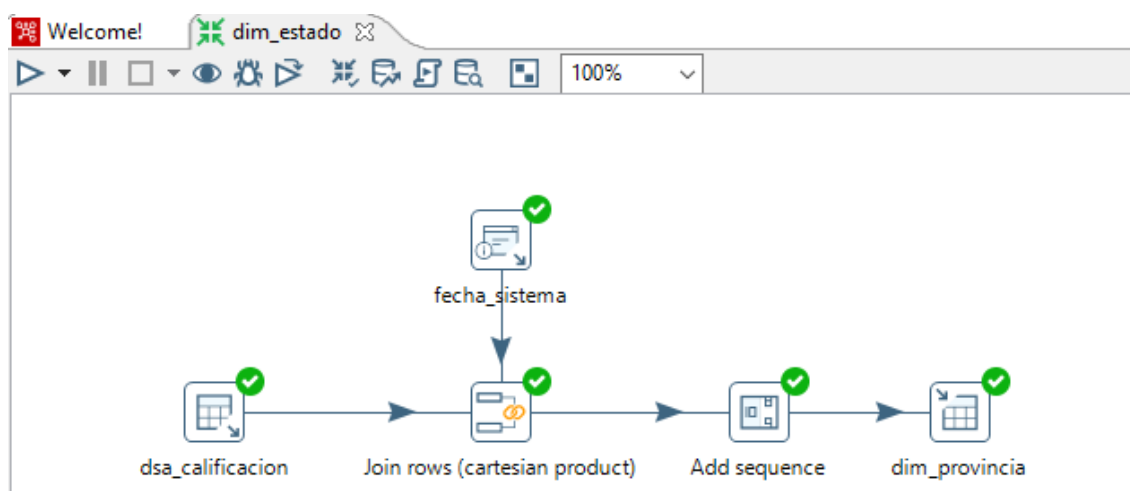 Welcome! dim_estado
100%
fecha_sistema
dsa_calificacion Join rows (cartesian product) Add sequence dim_provincia